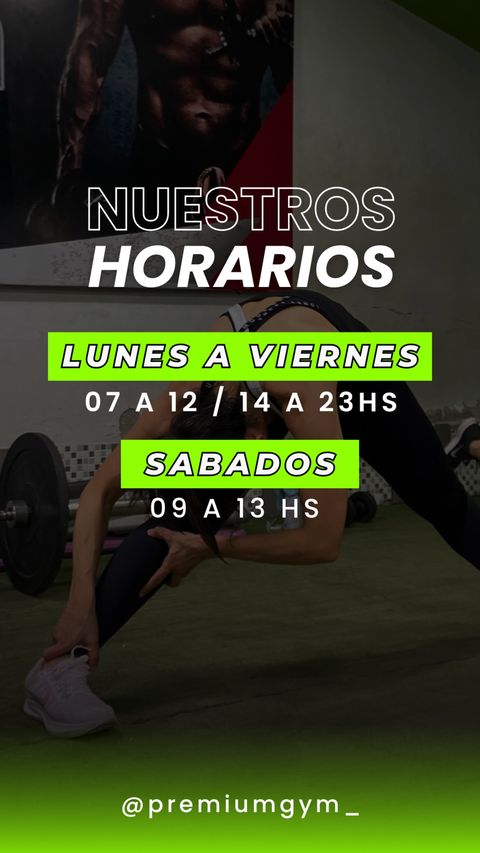 NUESTROS
HORARIOS
LUNES A VIERNES
07 A 12 / 14 A 23HS
SABADOS
09 A 13 HS
@premiumgym_